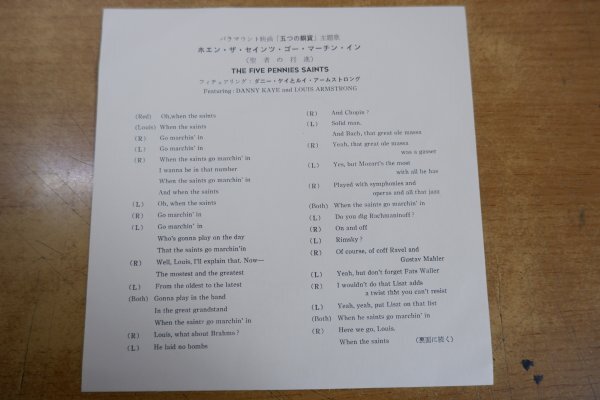 パラマウント映画「五つの銅貨」主題歌
ホエン・ザ・セインツ・ゴー・マーチン・イン
(聖者の行進)
THE FIVE PENNIES SAINTS
フィチュアリング：ダニー・ケイとルイ・アームストロング
Featuring: DANNY KAYE and LOUIS ARMSTRONG
(Red) Oh, when the saints
(Louis) When the saints
(R) Go marchin' in
(L) Go marchin' in
(R) When the saints go marchin' in
I wanna be in that number
When the saints go marchin' in
And when the saints
(L) Oh, when the saints
(R) Go marchin' in
(L) Go marchin' in
Who's gonna play on the day
That the saints go marchin'in
(R) Well, Louis, I'll explain that. Now—
The mostest and the greatest
(L) From the oldest to the latest
(Both) Gonna play in the band
In the great grandstand
When the saints go marchin' in
(R) Louis, what about Brahms?
(L) He laid no bombs
(R) And Chopin?
(L) Solid man,
And Bach, that great ole massa
(R) Yeah, that great ole massa
was a gasser
(L) Yes, but Mozart's the most
with all be has
(R) Played with symphonies and
operas and all that jazz
(Both) When the saints go marchin' in
(L) Do you dig Rachmaninoff?
(R) On and off
(L) Rimsky?
(R) Of course, of coff Ravel and
Gustav Mahler
(L) Yeah, but don't forget Fats Waller
(R) I wouldn't do that Liszt adds
a twist that you can't resist
(L) Yeah, yeah, put Liszt on that list
(Both) When he saints go marchin' in
(R) Here we go, Louis,
When the saints (裏面に続く)